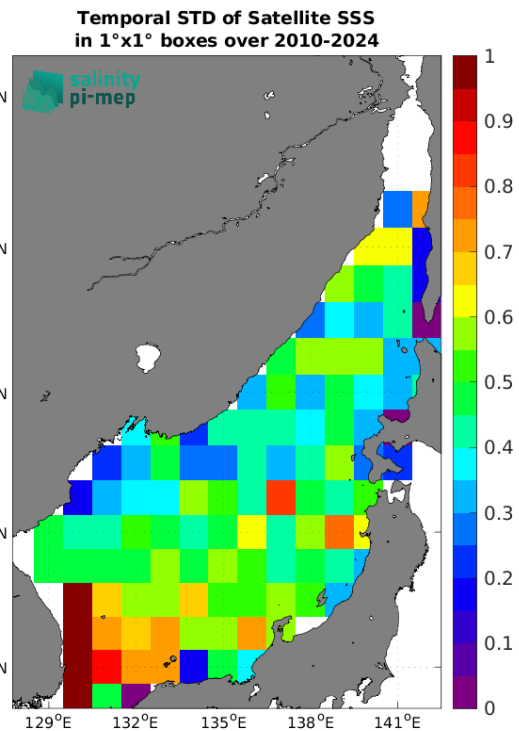 Temporal STD of Satellite SSS
in 1°x1° boxes over 2010-2024
salinity
pi-mep
N
N
N
N
N
1
0.9
0.8
0.7
0.6
0.5
0.4
0.3
0.2
0.1
0
129°E 132°E 135°E 138°E 141°E